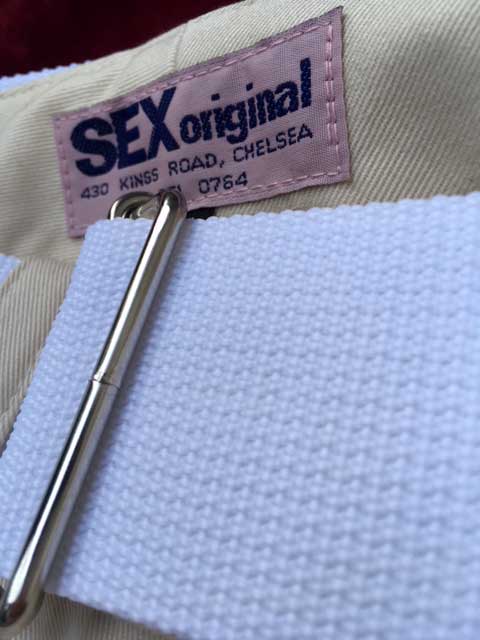 SEX original
430 KINGS ROAD, CHELSEA
0764